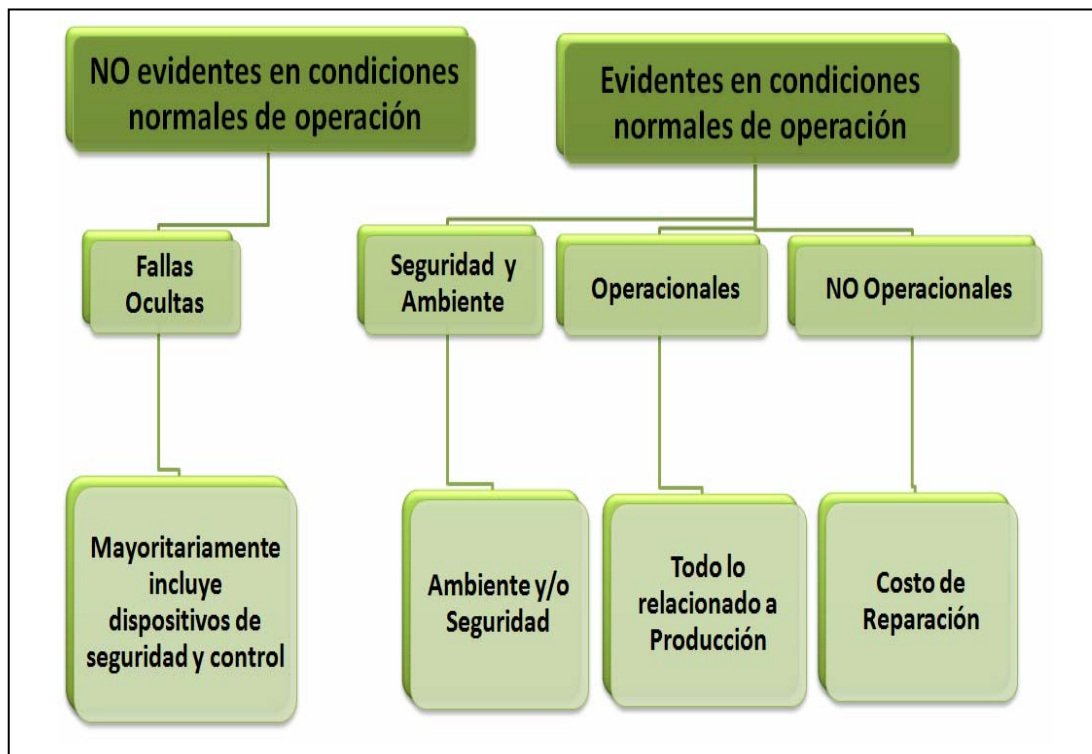 NO evidentes en condiciones
normales de operación
Evidentes en condiciones
normales de operación
Fallas
Ocultas
Seguridad y
Ambiente
Operacionales
NO Operacionales
Mayoritariamente
incluye
dispositivos de
seguridad y control
Ambiente y/o
Seguridad
Todo lo
relacionado a
Producción
Costo de
Reparación